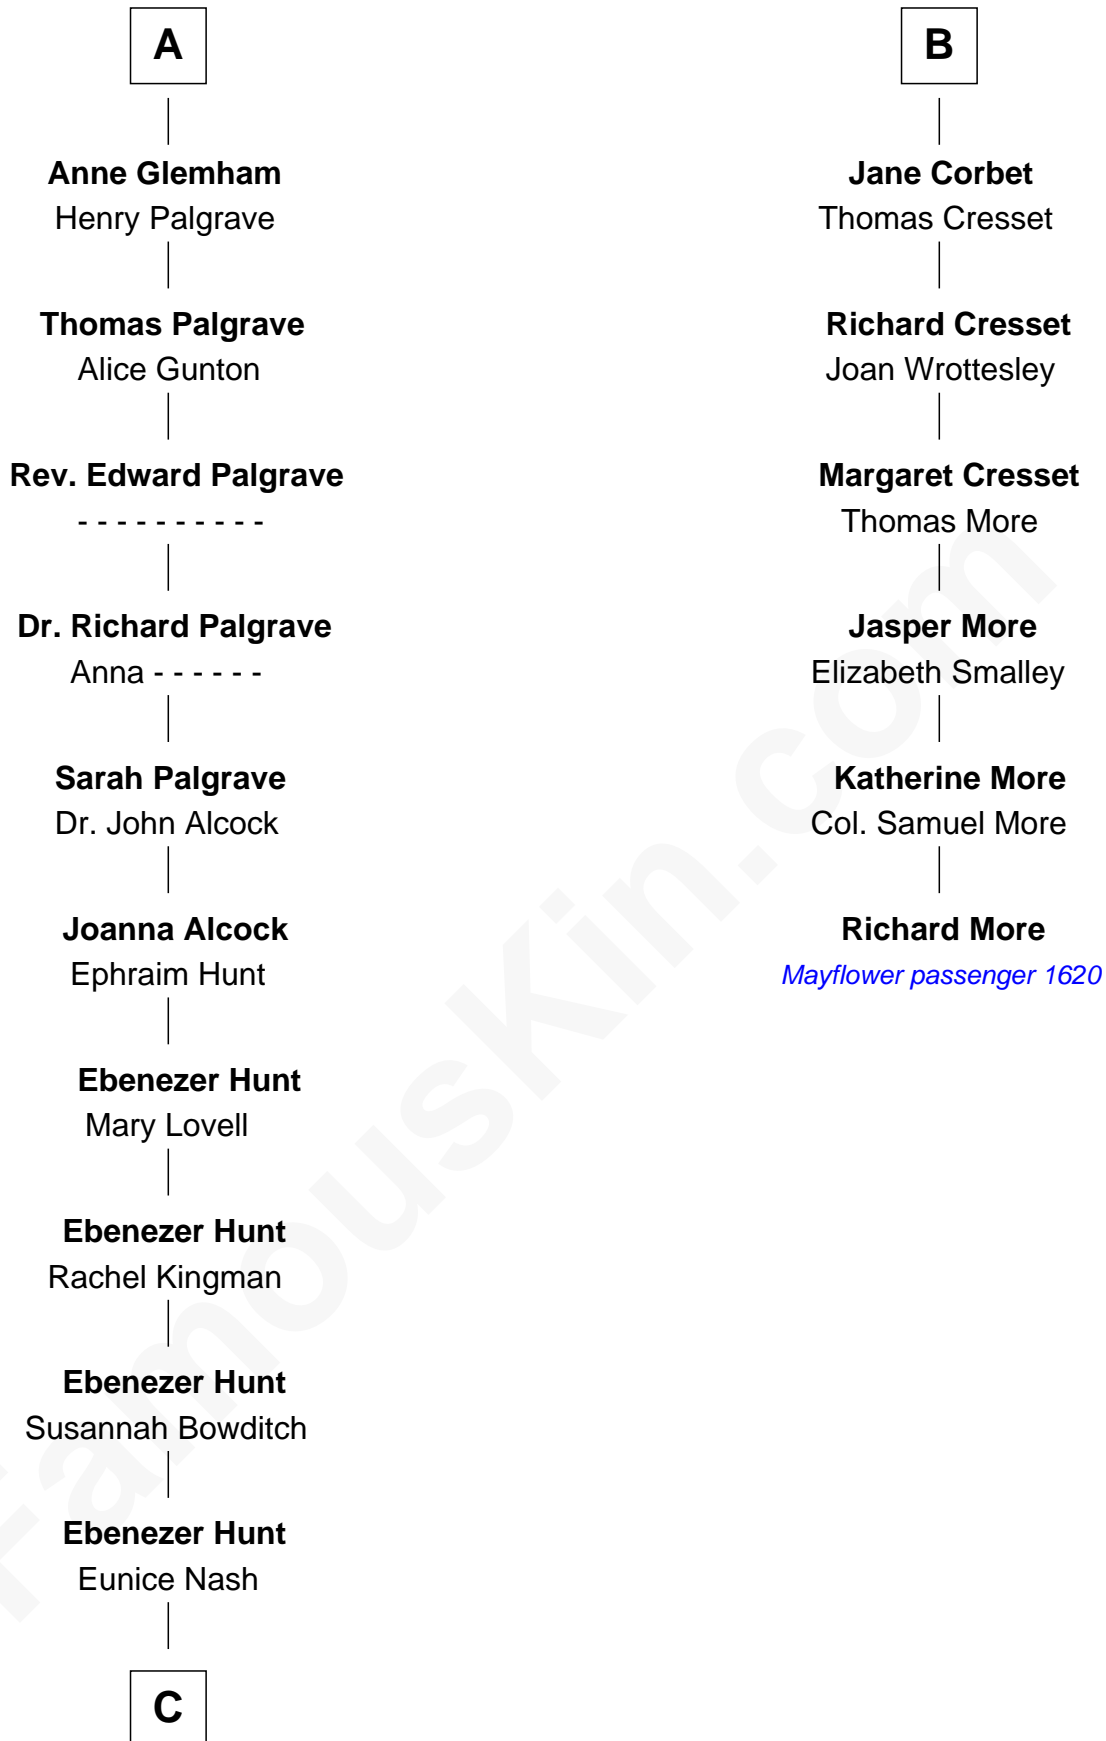 A
Anne Glemham
Henry Palgrave
Thomas Palgrave
Alice Gunton
Rev. Edward Palgrave
- - - - - - - - - -
Dr. Richard Palgrave
Anna - - - - - -
Sarah Palgrave
Dr. John Alcock
Joanna Alcock
Ephraim Hunt
Ebenezer Hunt
Mary Lovell
Ebenezer Hunt
Rachel Kingman
Ebenezer Hunt
Susannah Bowditch
Ebenezer Hunt
Eunice Nash
C
B
Jane Corbet
Thomas Cresset
Richard Cresset
Joan Wrottesley
Margaret Cresset
Thomas More
Jasper More
Elizabeth Smalley
Katherine More
Col. Samuel More
Richard More
Mayflower passenger 1620
FamousKin.com